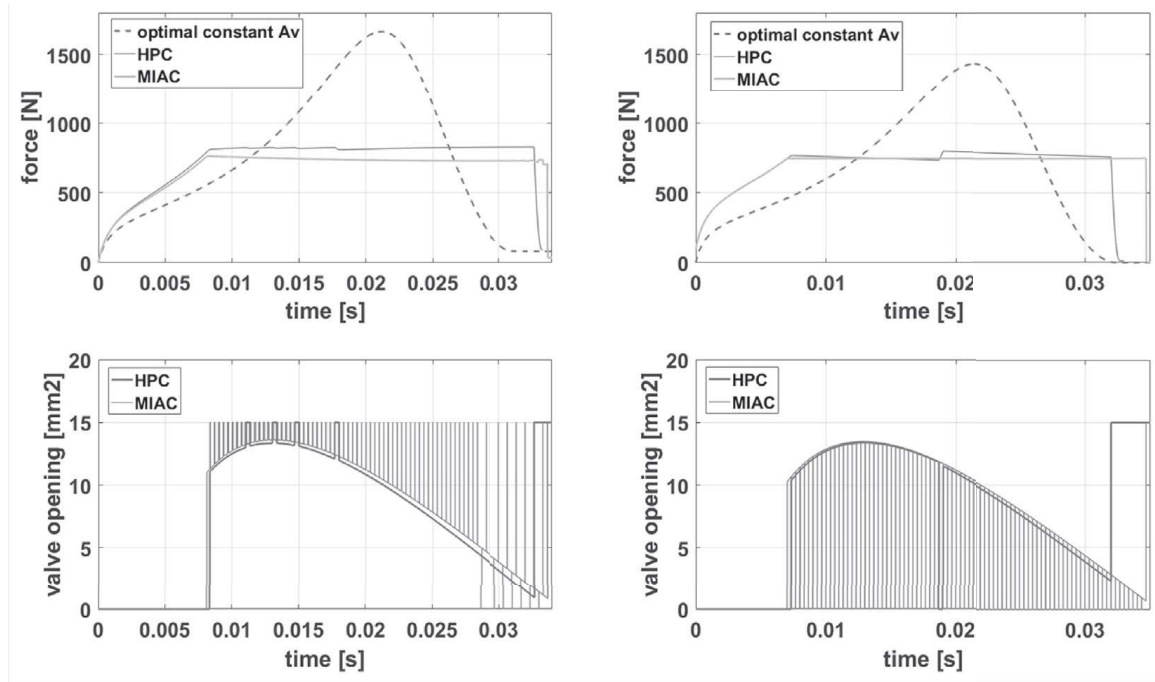 optimal constant Av
HPC
MIAC
force [N]
1500
1000
500
0
0 0.005 0.01 0.015 0.02 0.025 0.03
time [s]
optimal constant Av
HPC
MIAC
force [N]
1500
1000
500
0
0 0.01 0.02 0.03
time [s]
HPC
MIAC
valve opening [mm2]
20
15
10
5
0
0 0.005 0.01 0.015 0.02 0.025 0.03
time [s]
HPC
MIAC
valve opening [mm2]
20
15
10
5
0
0 0.01 0.02 0.03
time [s]